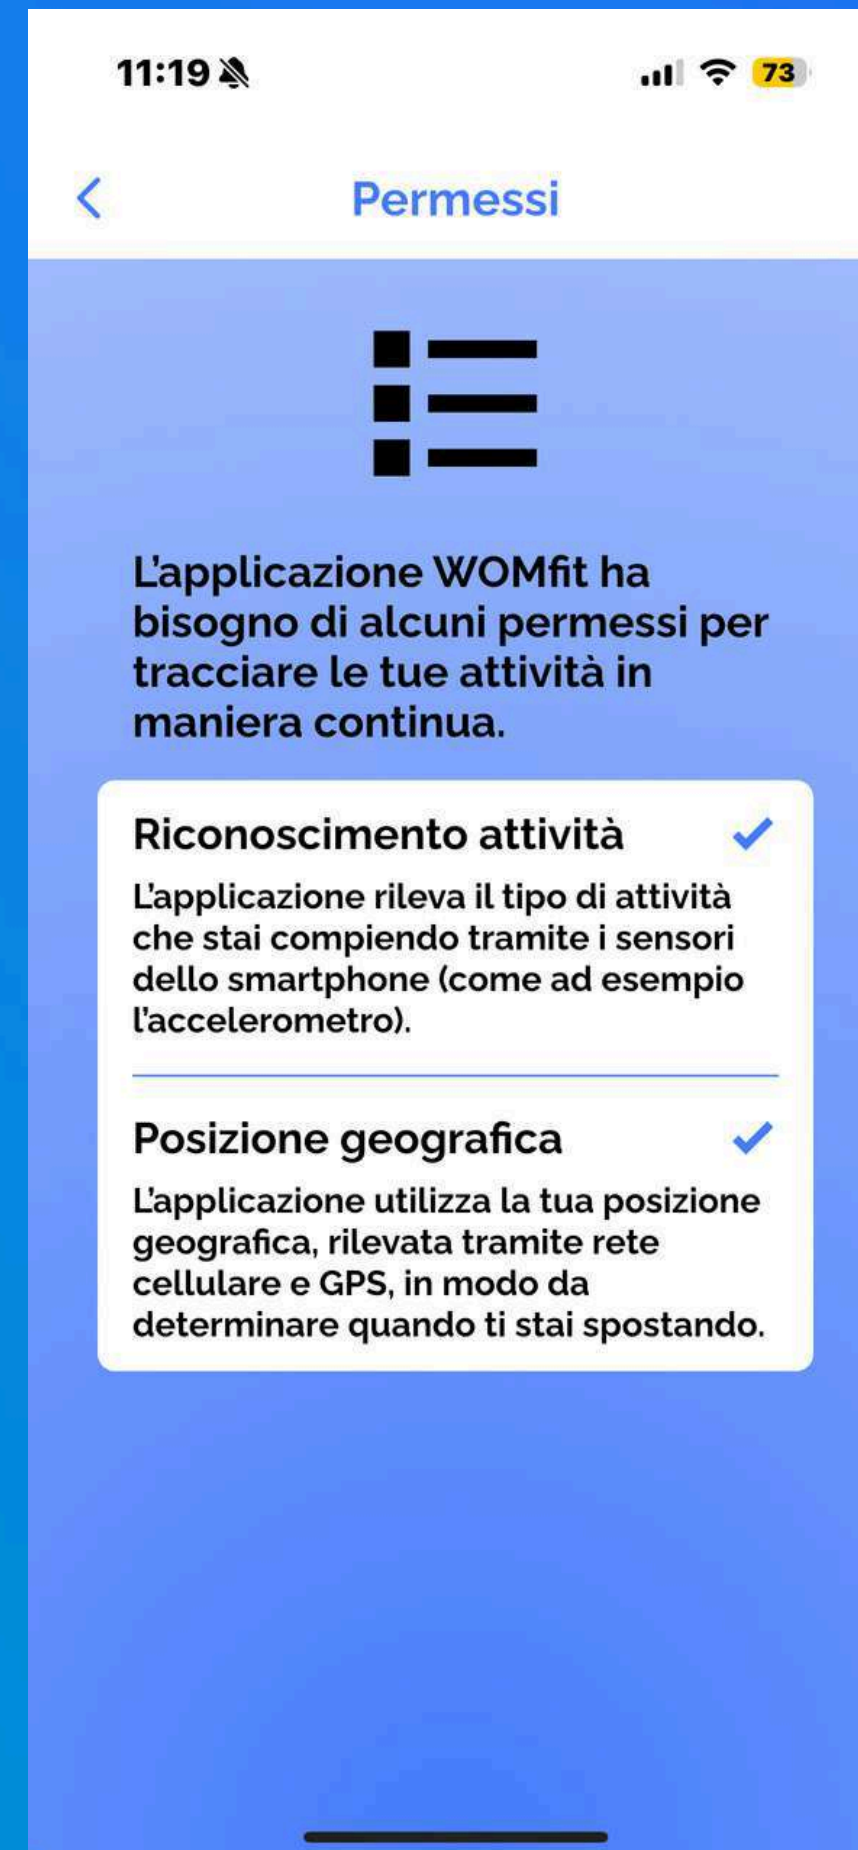 11:19
73
Permessi
L'applicazione WOMfit ha
bisogno di alcuni permessi per
tracciare le tue attività in
maniera continua.
Riconoscimento attività
L'applicazione rileva il tipo di attività
che stai compiendo tramite i sensori
dello smartphone (come ad esempio
l'accelerometro).
Posizione geografica
L'applicazione utilizza la tua posizione
geografica, rilevata tramite rete
cellulare e GPS, in modo da
determinare quando ti stai spostando.